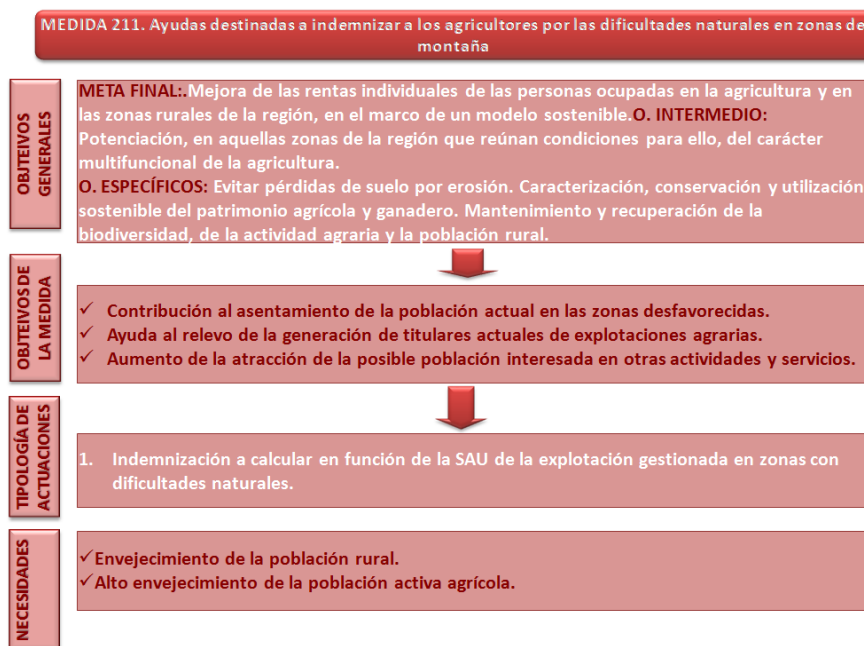 MEDIDA 211. Ayudas destinadas a indemnizar a los agricultores por las dificultades naturales en zonas de
montaña
OBJTEIVOS
GENERALES
META FINAL:.Mejora de las rentas individuales de las personas ocupadas en la agricultura y en
las zonas rurales de la región, en el marco de un modelo sostenible.O. INTERMEDIO:
Potenciación, en aquellas zonas de la región que reúnan condiciones para ello, del carácter
multifuncional de la agricultura.
O. ESPECÍFICOS: Evitar pérdidas de suelo por erosión. Caracterización, conservación y utilización
sostenible del patrimonio agrícola y ganadero. Mantenimiento y recuperación de la
biodiversidad, de la actividad agraria y la población rural.
OBJTEIVOS DE
LA MEDIDA
✓ Contribución al asentamiento de la población actual en las zonas desfavorecidas.
✓ Ayuda al relevo de la generación de titulares actuales de explotaciones agrarias.
✓ Aumento de la atracción de la posible población interesada en otras actividades y servicios.
TIPOLOGÍA DE
ACTUACIONES
1. Indemnización a calcular en función de la SAU de la explotación gestionada en zonas con
dificultades naturales.
NECESIDADES
✓Envejecimiento de la población rural.
✓Alto envejecimiento de la población activa agrícola.